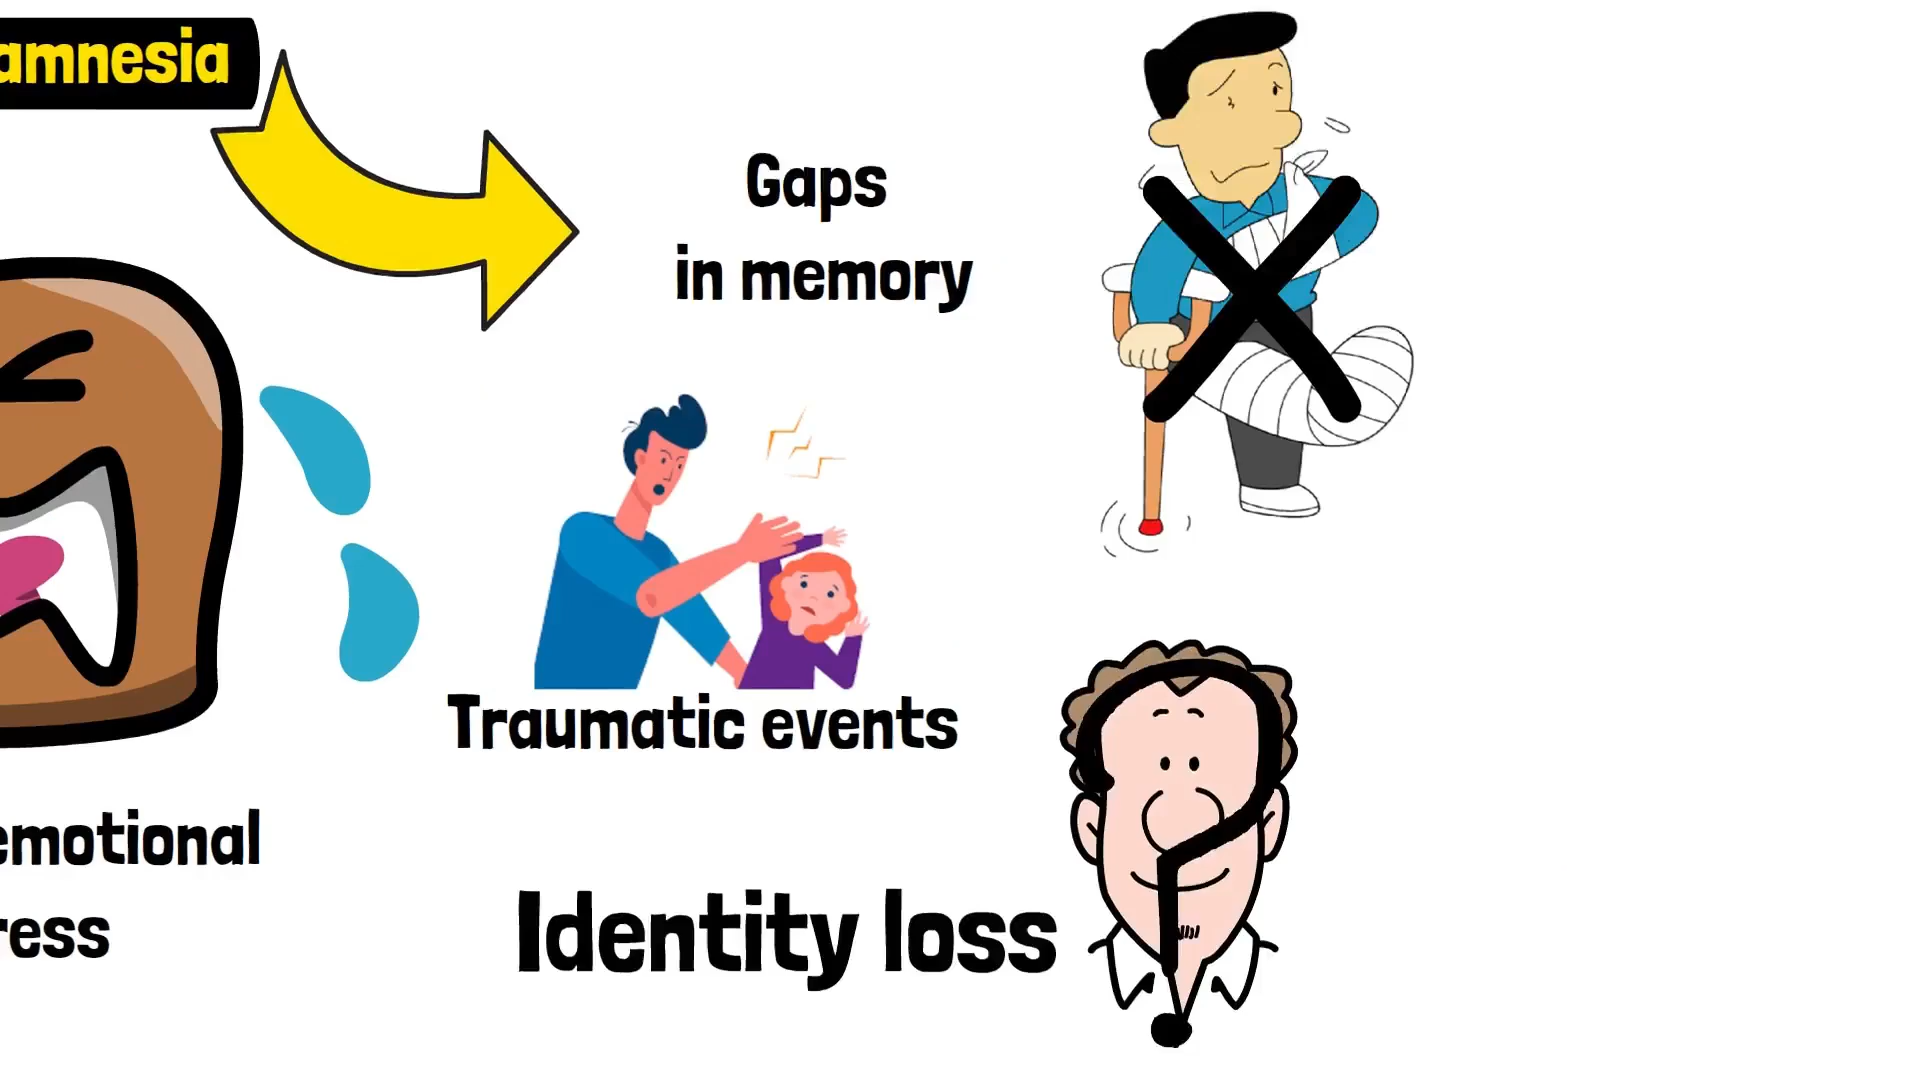 amnesia
Gaps
in memory
Traumatic events
emotional
ress
Identity loss